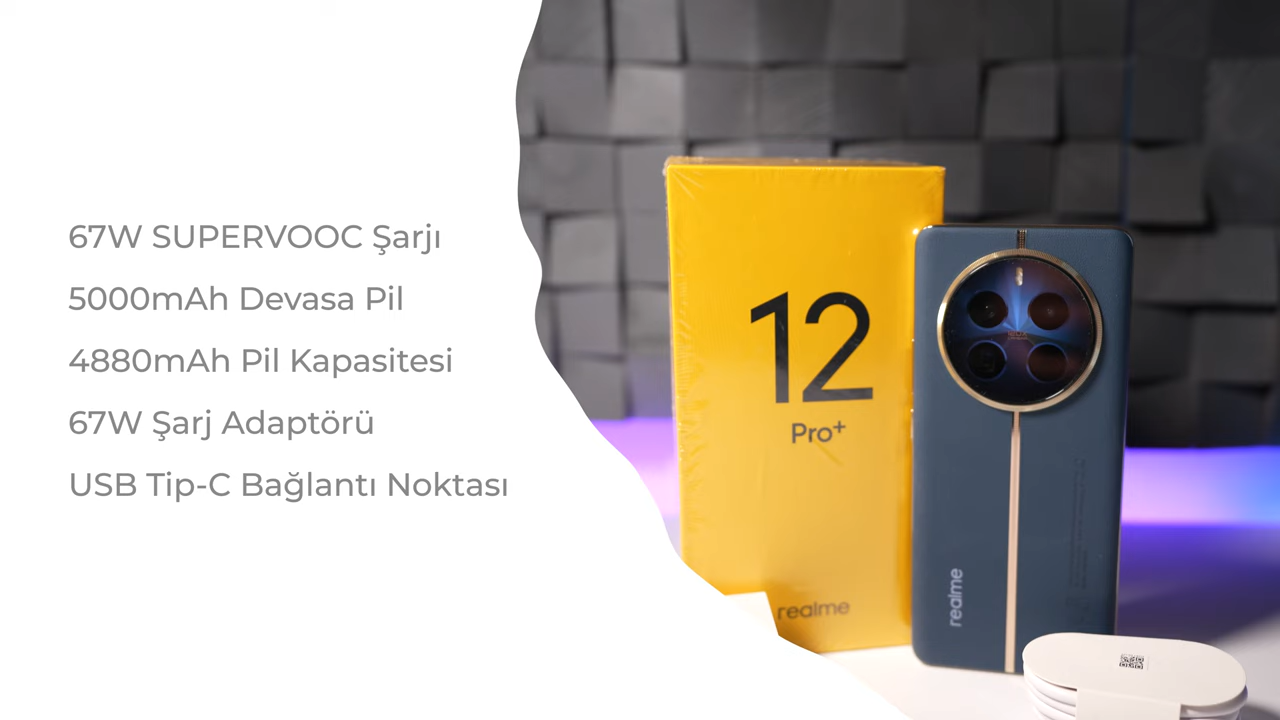 67W SUPERVOOC Şarjı
5000mAh Devasa Pil
4880mAh Pil Kapasitesi
67W Şarj Adaptörü
USB Tip-C Bağlantı Noktası
12
Pro+
realme
realme